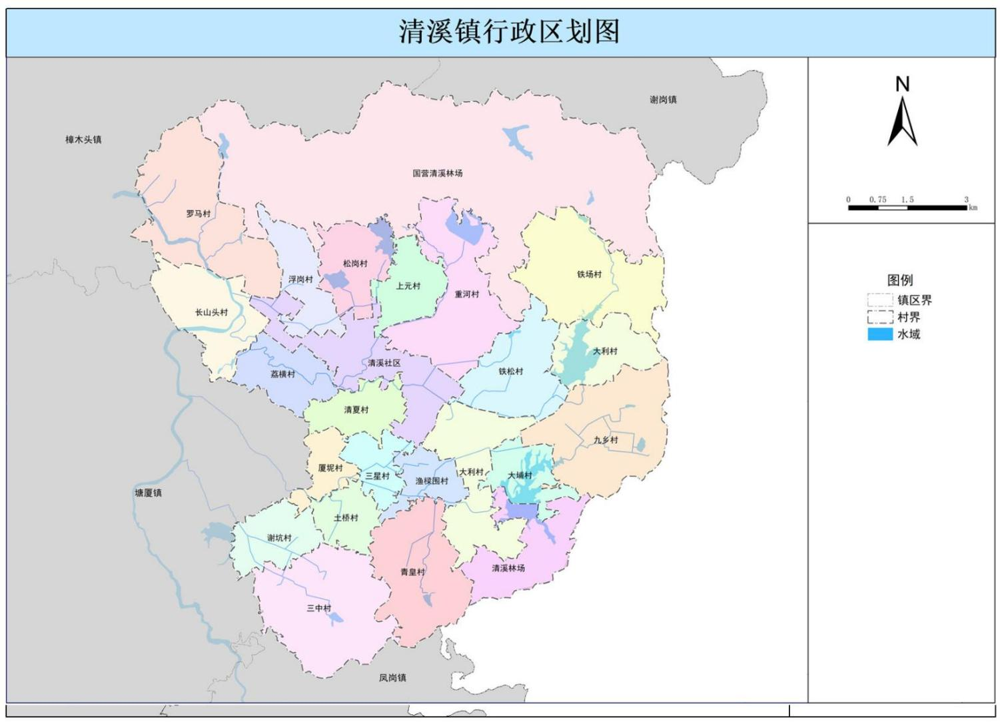 清溪镇行政区划图
谢岗镇
樟木头镇
国营清溪林场
罗马村
松岗村
浮岗村
上元村
重河村
铁场村
长山头村
大利村
清溪社区
铁松村
荔横村
清夏村
九乡村
厦坭村
三星村
渔樑围村
大利村
大埔村
塘厦镇
土桥村
谢坑村
青皇村
清溪林场
三中村
凤岗镇
N
0 0.75 1.5 3
km
图例
镇区界
村界
水域